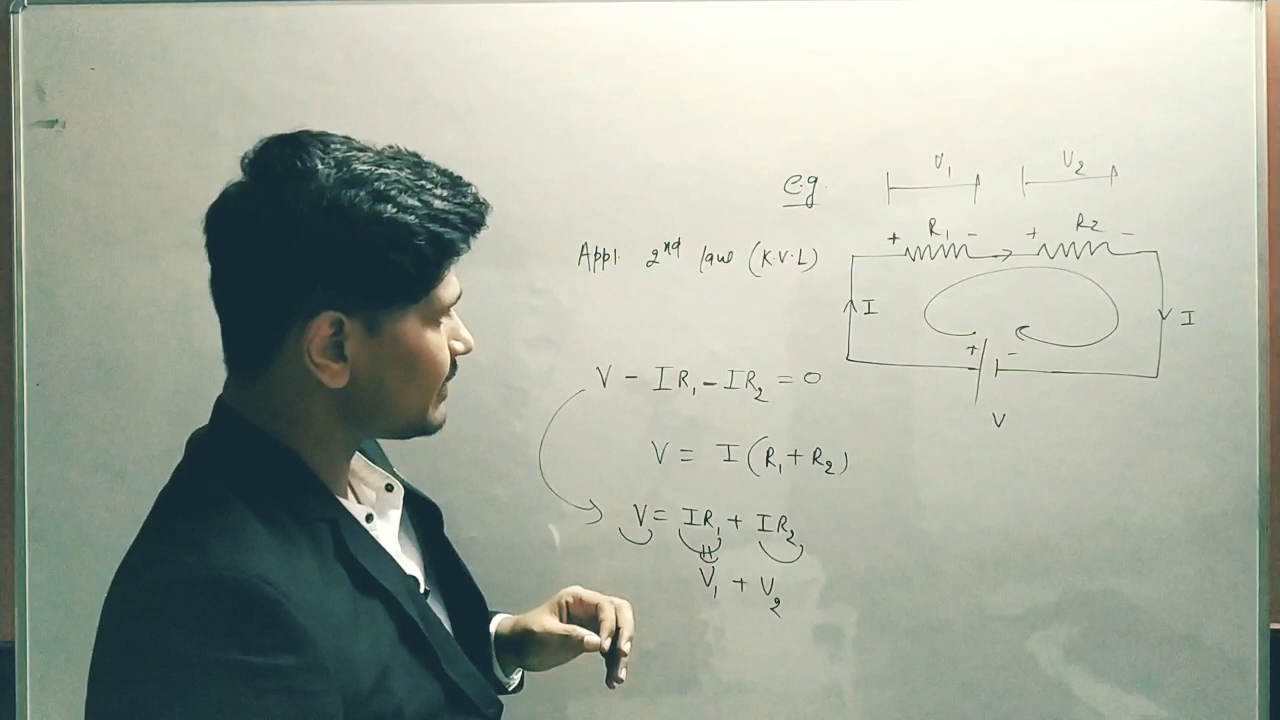 e.g.
V₁ V₂
+ R₁ - + R₂ -
Appl. 2nd law (K.V.L)
I I
+ -
V
V - IR₁ - IR₂ = 0
V = I(R₁ + R₂)
V = IR₁ + IR₂
V₁ + V₂